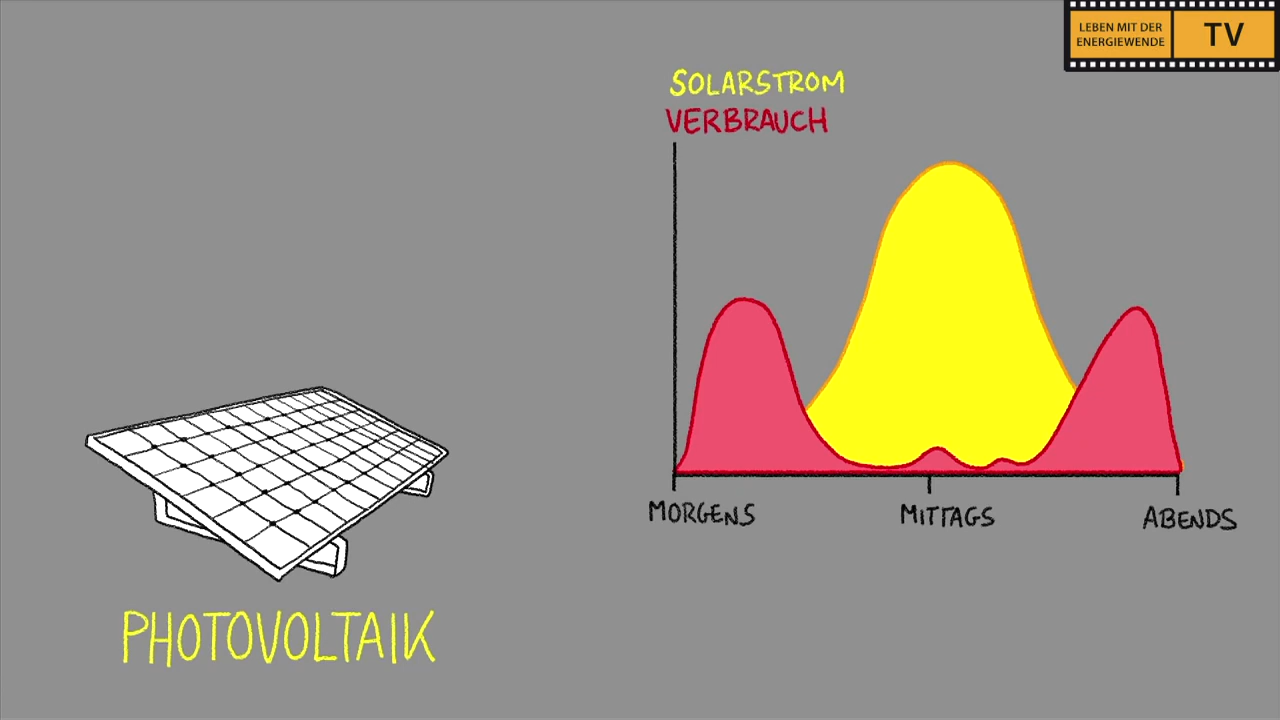 LEBEN MIT DER
ENERGIEWENDE
TV
SOLARSTROM
VERBRAUCH
MORGENS
MITTAGS
ABENDS
PHOTOVOLTAIK